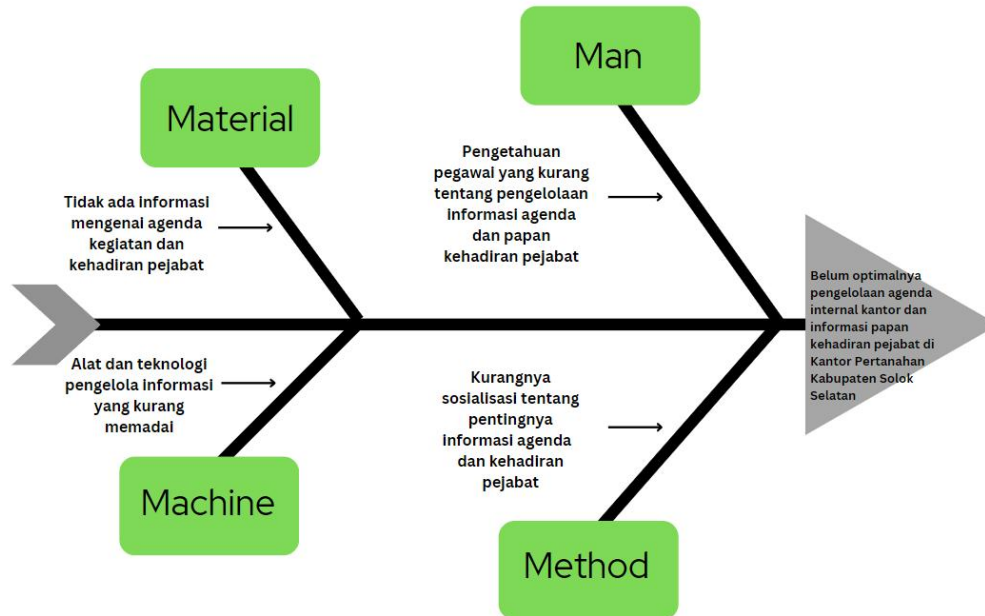 Man
Material
Pengetahuan
pegawai yang kurang
tentang pengelolaan
informasi agenda
dan papan
kehadiran pejabat
Tidak ada informasi
mengenai agenda
kegiatan dan
kehadiran pejabat
Belum optimalnya
pengelolaan agenda
internal kantor dan
informasi papan
kehadiran pejabat di
Kantor Pertanahan
Kabupaten Solok
Selatan
Alat dan teknologi
pengelola informasi
yang kurang
memadai
Kurangnya
sosialisasi tentang
pentingnya
informasi agenda
dan kehadiran
pejabat
Machine
Method